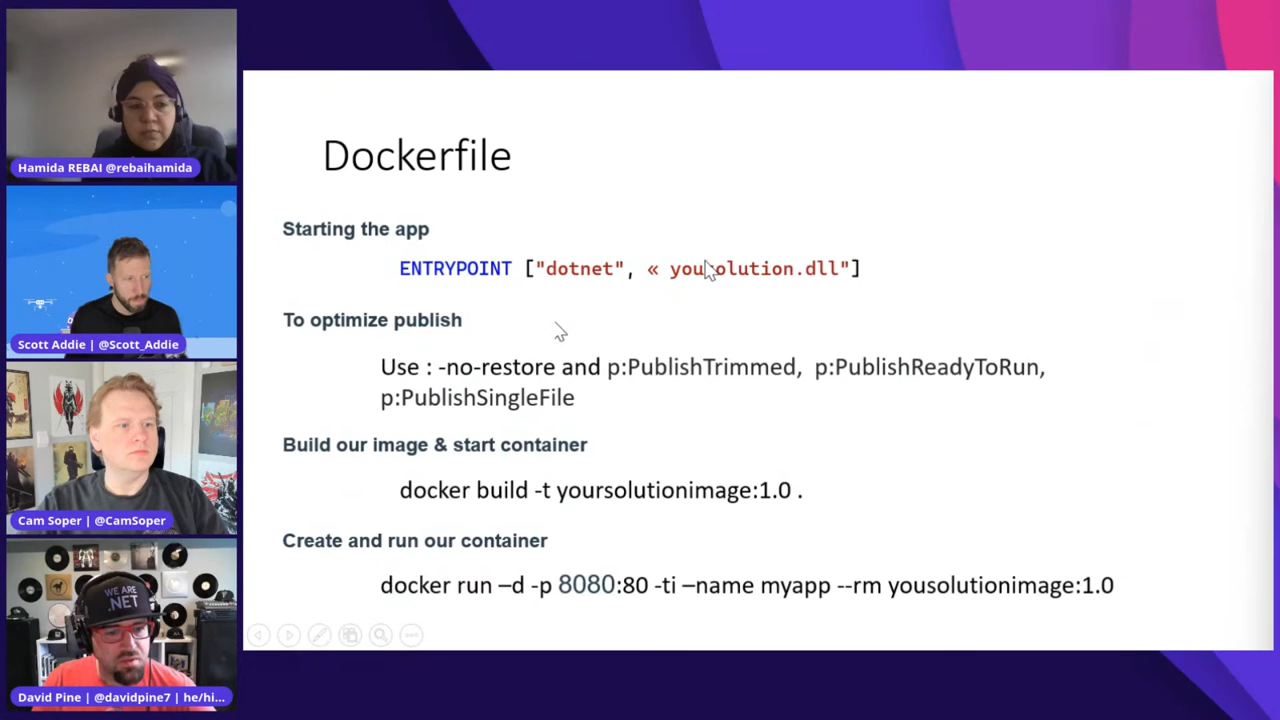 Hamida REBAI @rebaihamida
Scott Addie | @Scott_Addie
Cam Soper | @CamSoper
WE ARE
.NET
David Pine | @davidpine7 | he/hi...
Dockerfile
Starting the app
ENTRYPOINT ["dotnet", « yousolution.dll"]
To optimize publish
Use : -no-restore and p:PublishTrimmed, p:PublishReadyToRun,
p:PublishSingleFile
Build our image & start container
docker build -t yoursolutionimage:1.0 .
Create and run our container
docker run –d -p 8080:80 -ti –name myapp --rm yousolutionimage:1.0